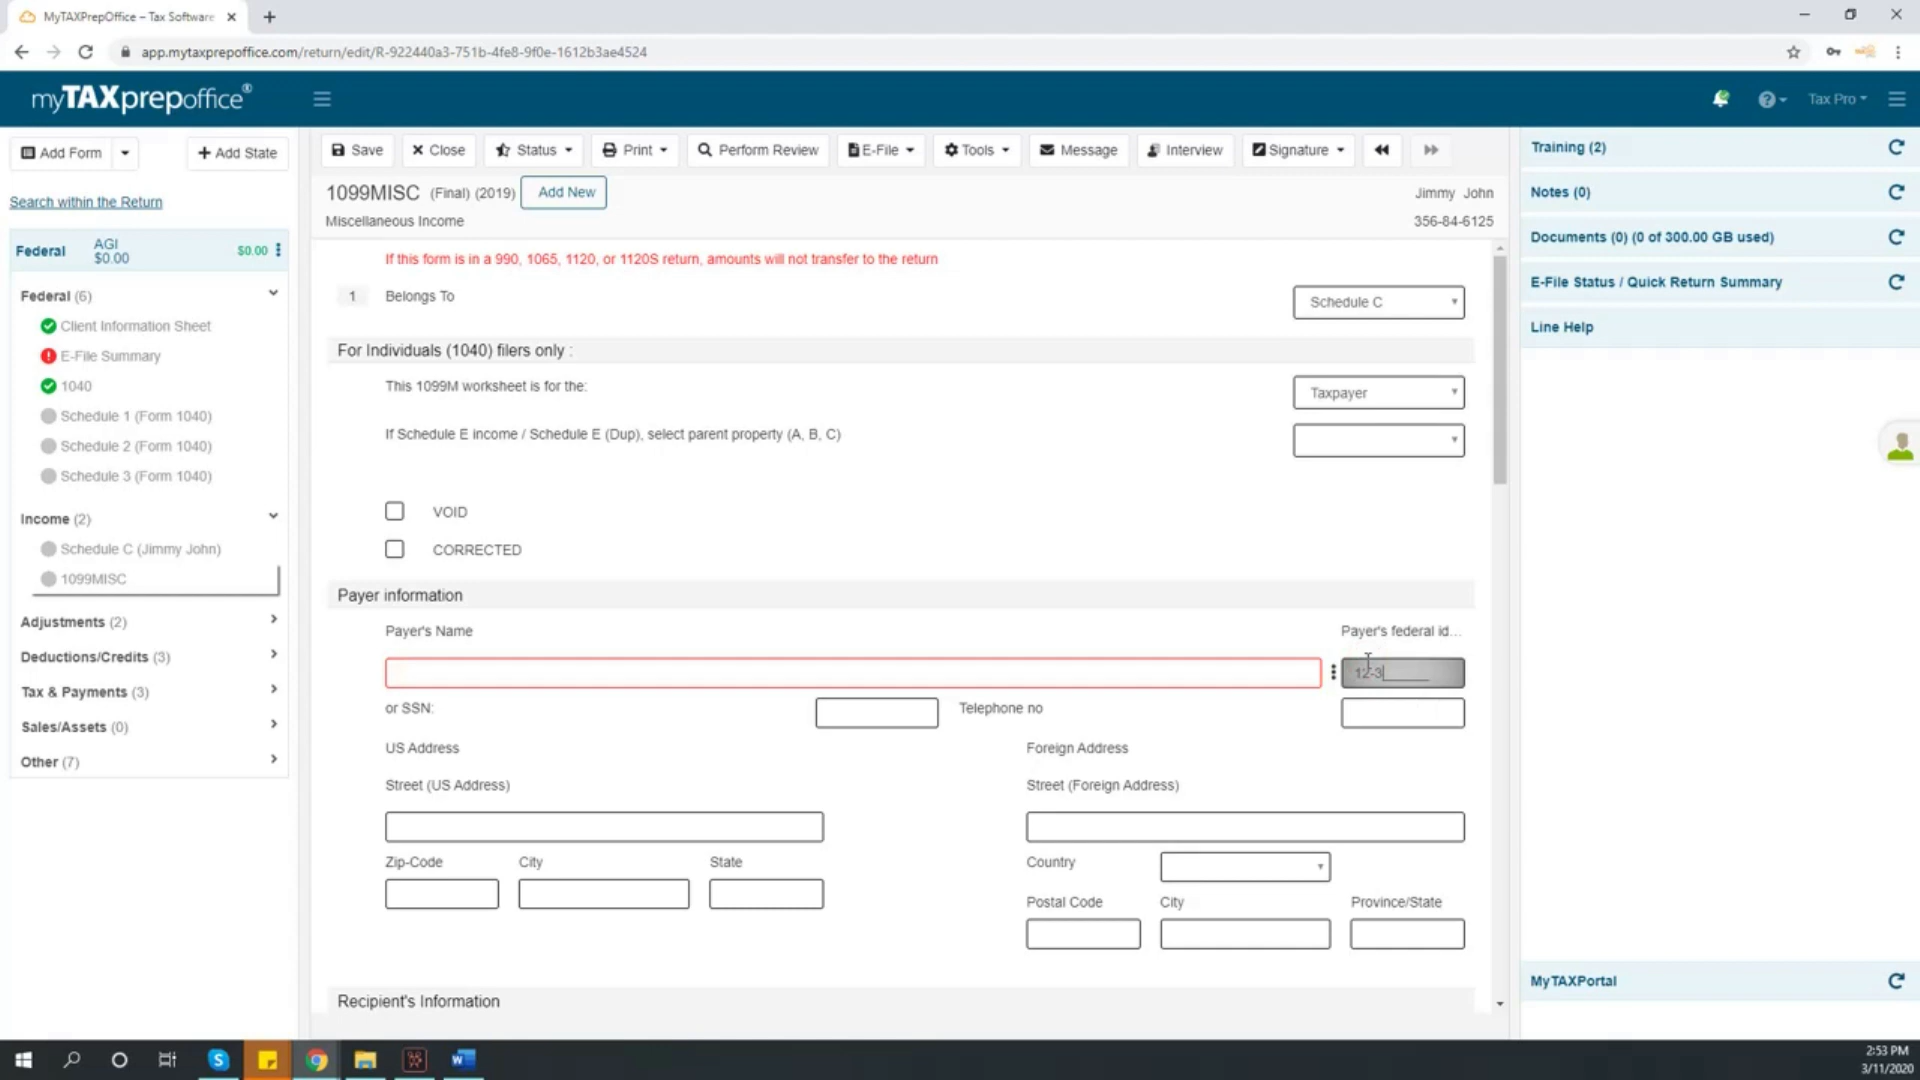 MyTAXPrepOffice – Tax Software
app.mytaxprepoffice.com/return/edit/R-922440a3-751b-4fe8-9f0e-1612b3ae4524
myTAXprepoffice®
Tax Pro
Add Form
+ Add State
Save
Close
Status
Print
Perform Review
E-File
Tools
Message
Interview
Signature
Search within the Return
1099MISC (Final) (2019) Add New
Jimmy John
Miscellaneous Income
356-84-6125
Federal
AGI
$0.00
$0.00
Federal (6)
Client Information Sheet
E-File Summary
1040
Schedule 1 (Form 1040)
Schedule 2 (Form 1040)
Schedule 3 (Form 1040)
Income (2)
Schedule C (Jimmy John)
1099MISC
Adjustments (2)
Deductions/Credits (3)
Tax & Payments (3)
Sales/Assets (0)
Other (7)
If this form is in a 990, 1065, 1120, or 1120S return, amounts will not transfer to the return
1 Belongs To Schedule C
For Individuals (1040) filers only :
This 1099M worksheet is for the: Taxpayer
If Schedule E income / Schedule E (Dup), select parent property (A, B, C)
VOID
CORRECTED
Payer information
Payer's Name Payer's federal id...
12-3______
or SSN: Telephone no
US Address Foreign Address
Street (US Address) Street (Foreign Address)
Zip-Code City State Country
Postal Code City Province/State
Recipient's Information
Training (2)
Notes (0)
Documents (0) (0 of 300.00 GB used)
E-File Status / Quick Return Summary
Line Help
MyTAXPortal
2:53 PM
3/11/2020